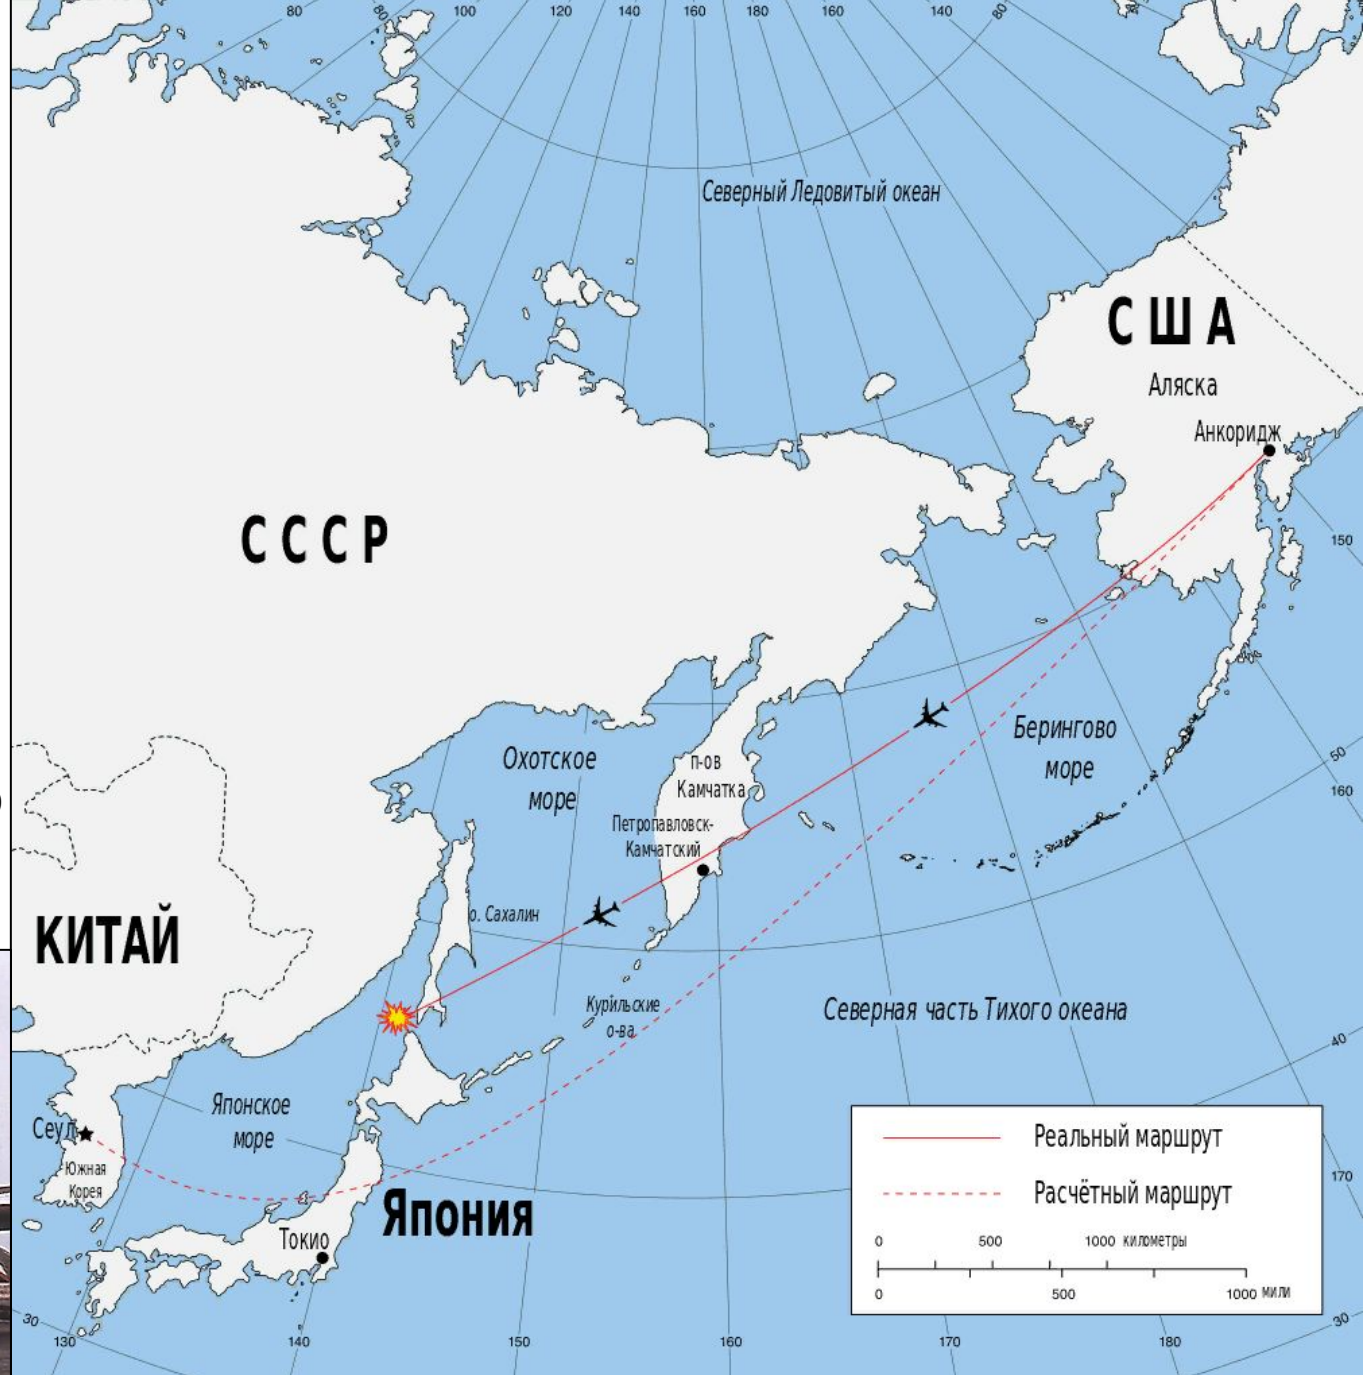 80
80
100
120
140
160
180
160
140
80
Северный Ледовитый океан
США
Аляска
Анкоридж
СССР
150
Охотское
море
п-ов
Камчатка
Берингово
море
50
160
Петропавловск-
Камчатский
КИТАЙ
о. Сахалин
Курильские
о-ва
Северная часть Тихого океана
40
Японское
море
Сеул
Южная
Корея
Япония
Токио
Реальный маршрут
Расчётный маршрут
170
0 500 1000 километры
0 500 1000 мили
30
130
140
150
160
170
180
30